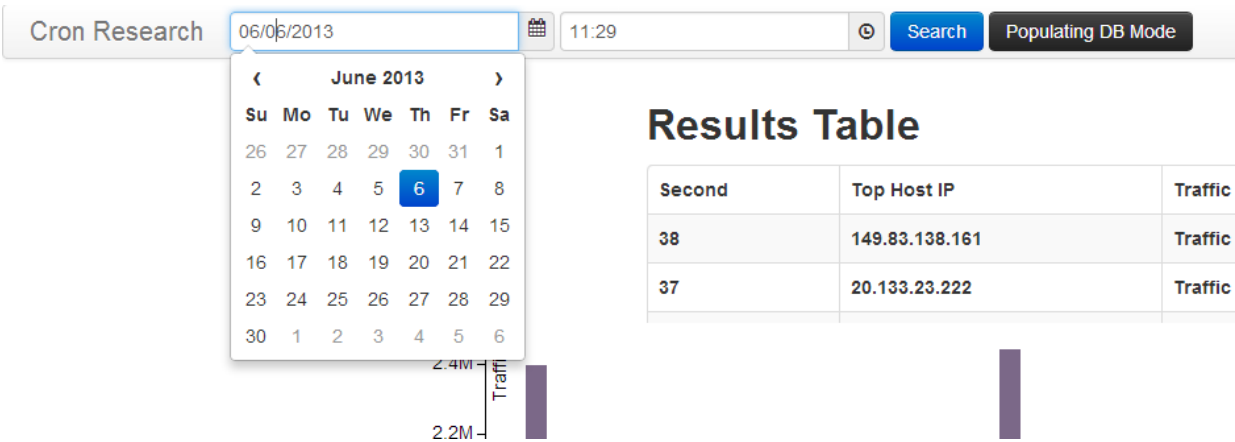 Cron Research 06/06/2013 11:29 Search Populating DB Mode
‹ June 2013 ›
Su Mo Tu We Th Fr Sa
26 27 28 29 30 31 1
2 3 4 5 6 7 8
9 10 11 12 13 14 15
16 17 18 19 20 21 22
23 24 25 26 27 28 29
30 1 2 3 4 5 6
Results Table
Second Top Host IP Traffic
38 149.83.138.161 Traffic
37 20.133.23.222 Traffic
2.4M
2.2M
Traffi